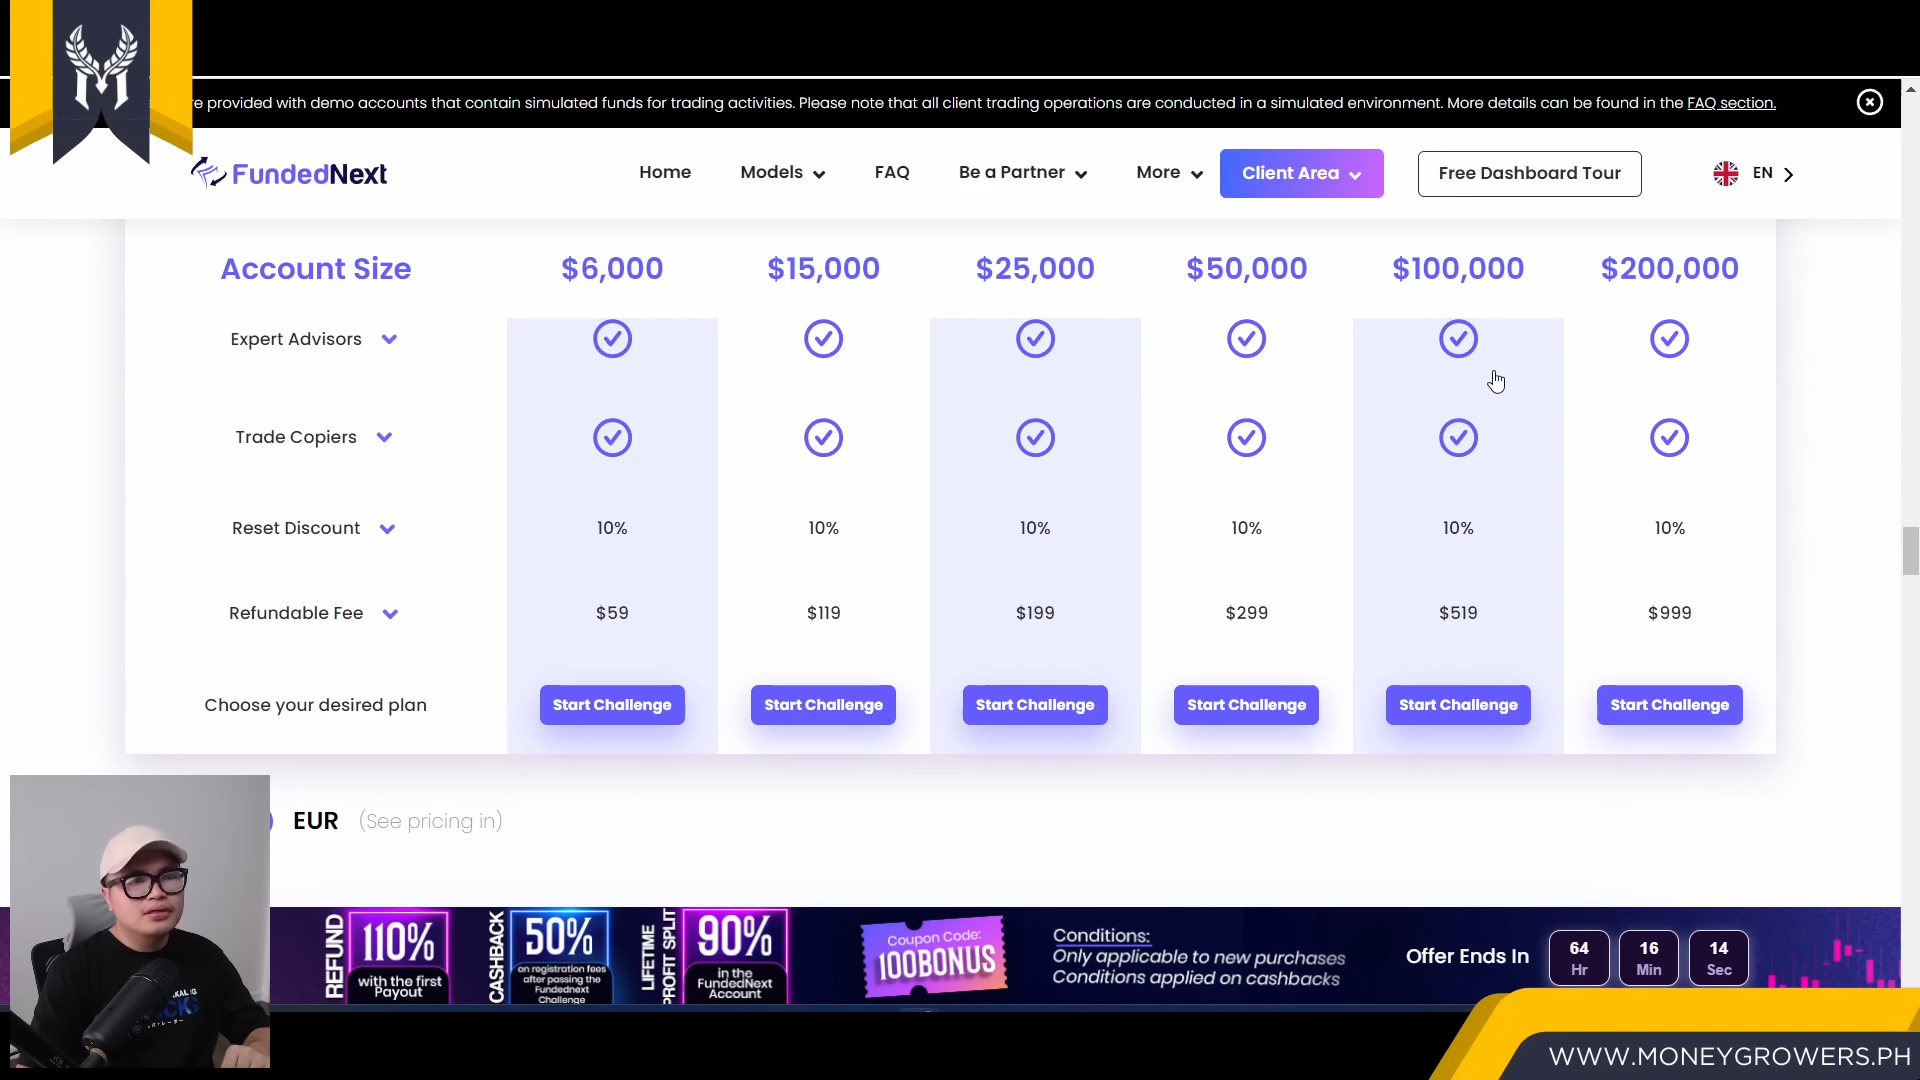 re provided with demo accounts that contain simulated funds for trading activities. Please note that all client trading operations are conducted in a simulated environment. More details can be found in the FAQ section.
FundedNext
Home
Models
FAQ
Be a Partner
More
Client Area
Free Dashboard Tour
EN
Account Size $6,000 $15,000 $25,000 $50,000 $100,000 $200,000
Expert Advisors
Trade Copiers
Reset Discount 10% 10% 10% 10% 10% 10%
Refundable Fee $59 $119 $199 $299 $519 $999
Choose your desired plan Start Challenge Start Challenge Start Challenge Start Challenge Start Challenge Start Challenge
EUR (See pricing in)
REFUND
110%
with the first
Payout
CASHBACK
50%
on registration fees
after passing the
Fundednext
Challenge
LIFETIME
PROFIT SPLIT
90%
in the
FundedNext
Account
Coupon Code:
100BONUS
Conditions:
Only applicable to new purchases
Conditions applied on cashbacks
Offer Ends In
64 Hr
16 Min
14 Sec
WWW.MONEYGROWERS.PH